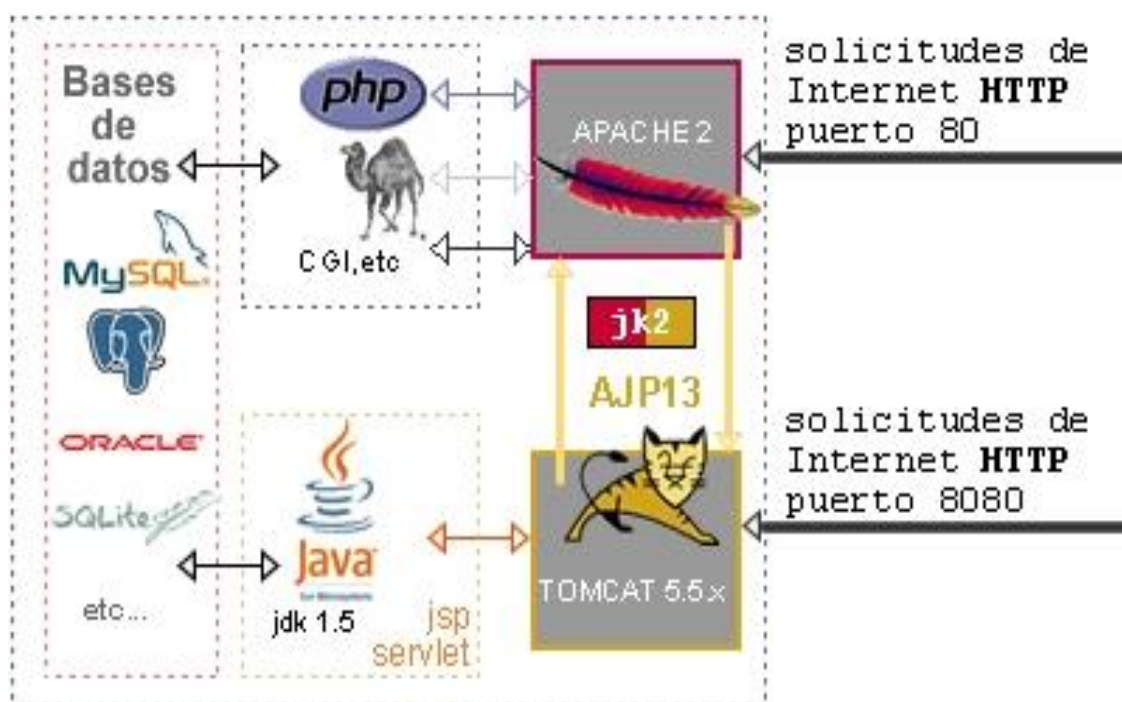 Bases
de
datos
MySQL
ORACLE
SQLite
etc...
php
CGI,etc
Java
jdk 1.5
jsp
servlet
APACHE 2
jk2
AJP13
TOMCAT 5.5.x
solicitudes de
Internet HTTP
puerto 80
solicitudes de
Internet HTTP
puerto 8080